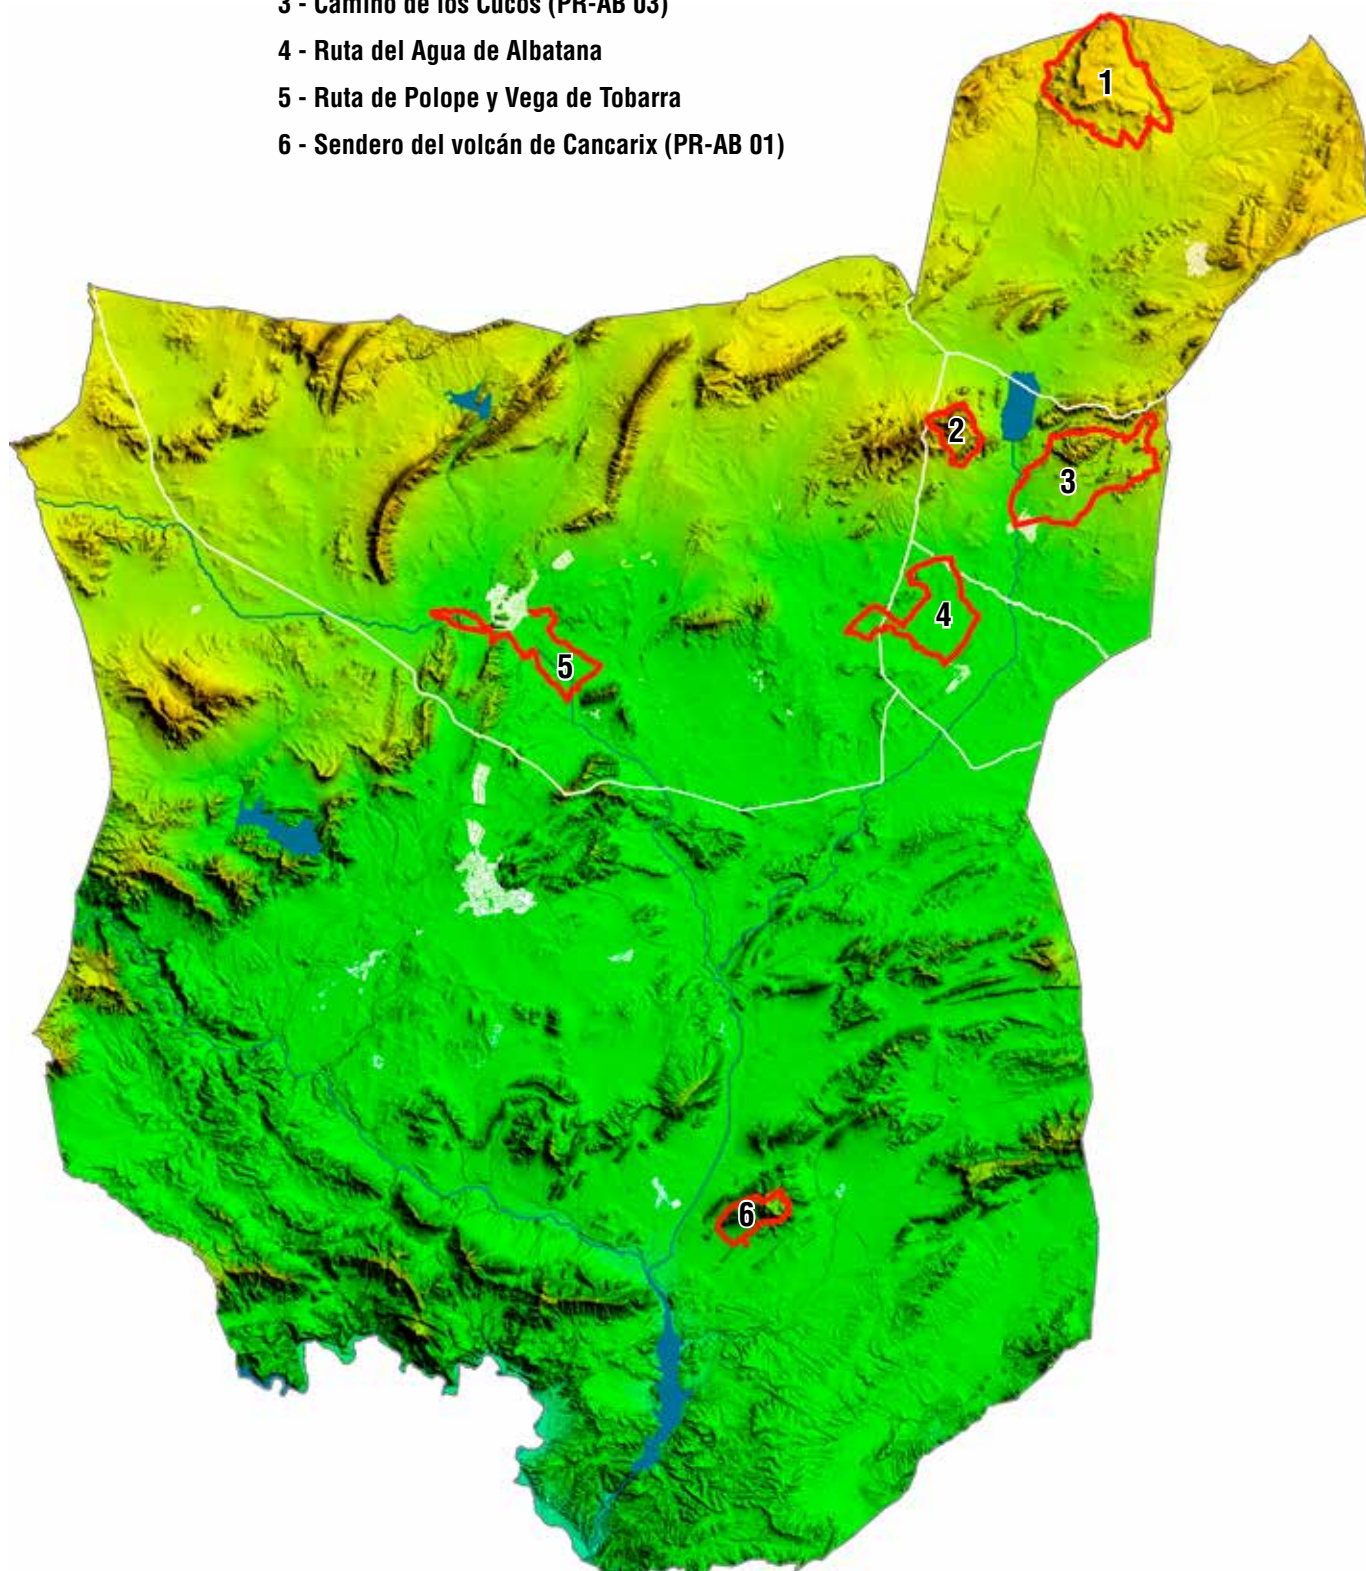 3 - Camino de los Cucos (PR-AB 03)
4 - Ruta del Agua de Albatana
5 - Ruta de Polope y Vega de Tobarra
6 - Sendero del volcán de Cancarix (PR-AB 01)
1
2
3
4
5
6